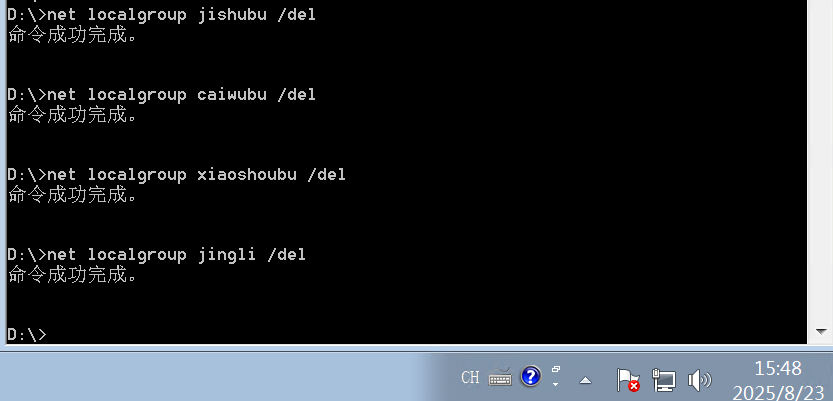 D:\>net localgroup jishubu /del
命令成功完成。
D:\>net localgroup caiwubu /del
命令成功完成。
D:\>net localgroup xiaoshoubu /del
命令成功完成。
D:\>net localgroup jingli /del
命令成功完成。
D:\>
CH
?
15:48
2025/8/23